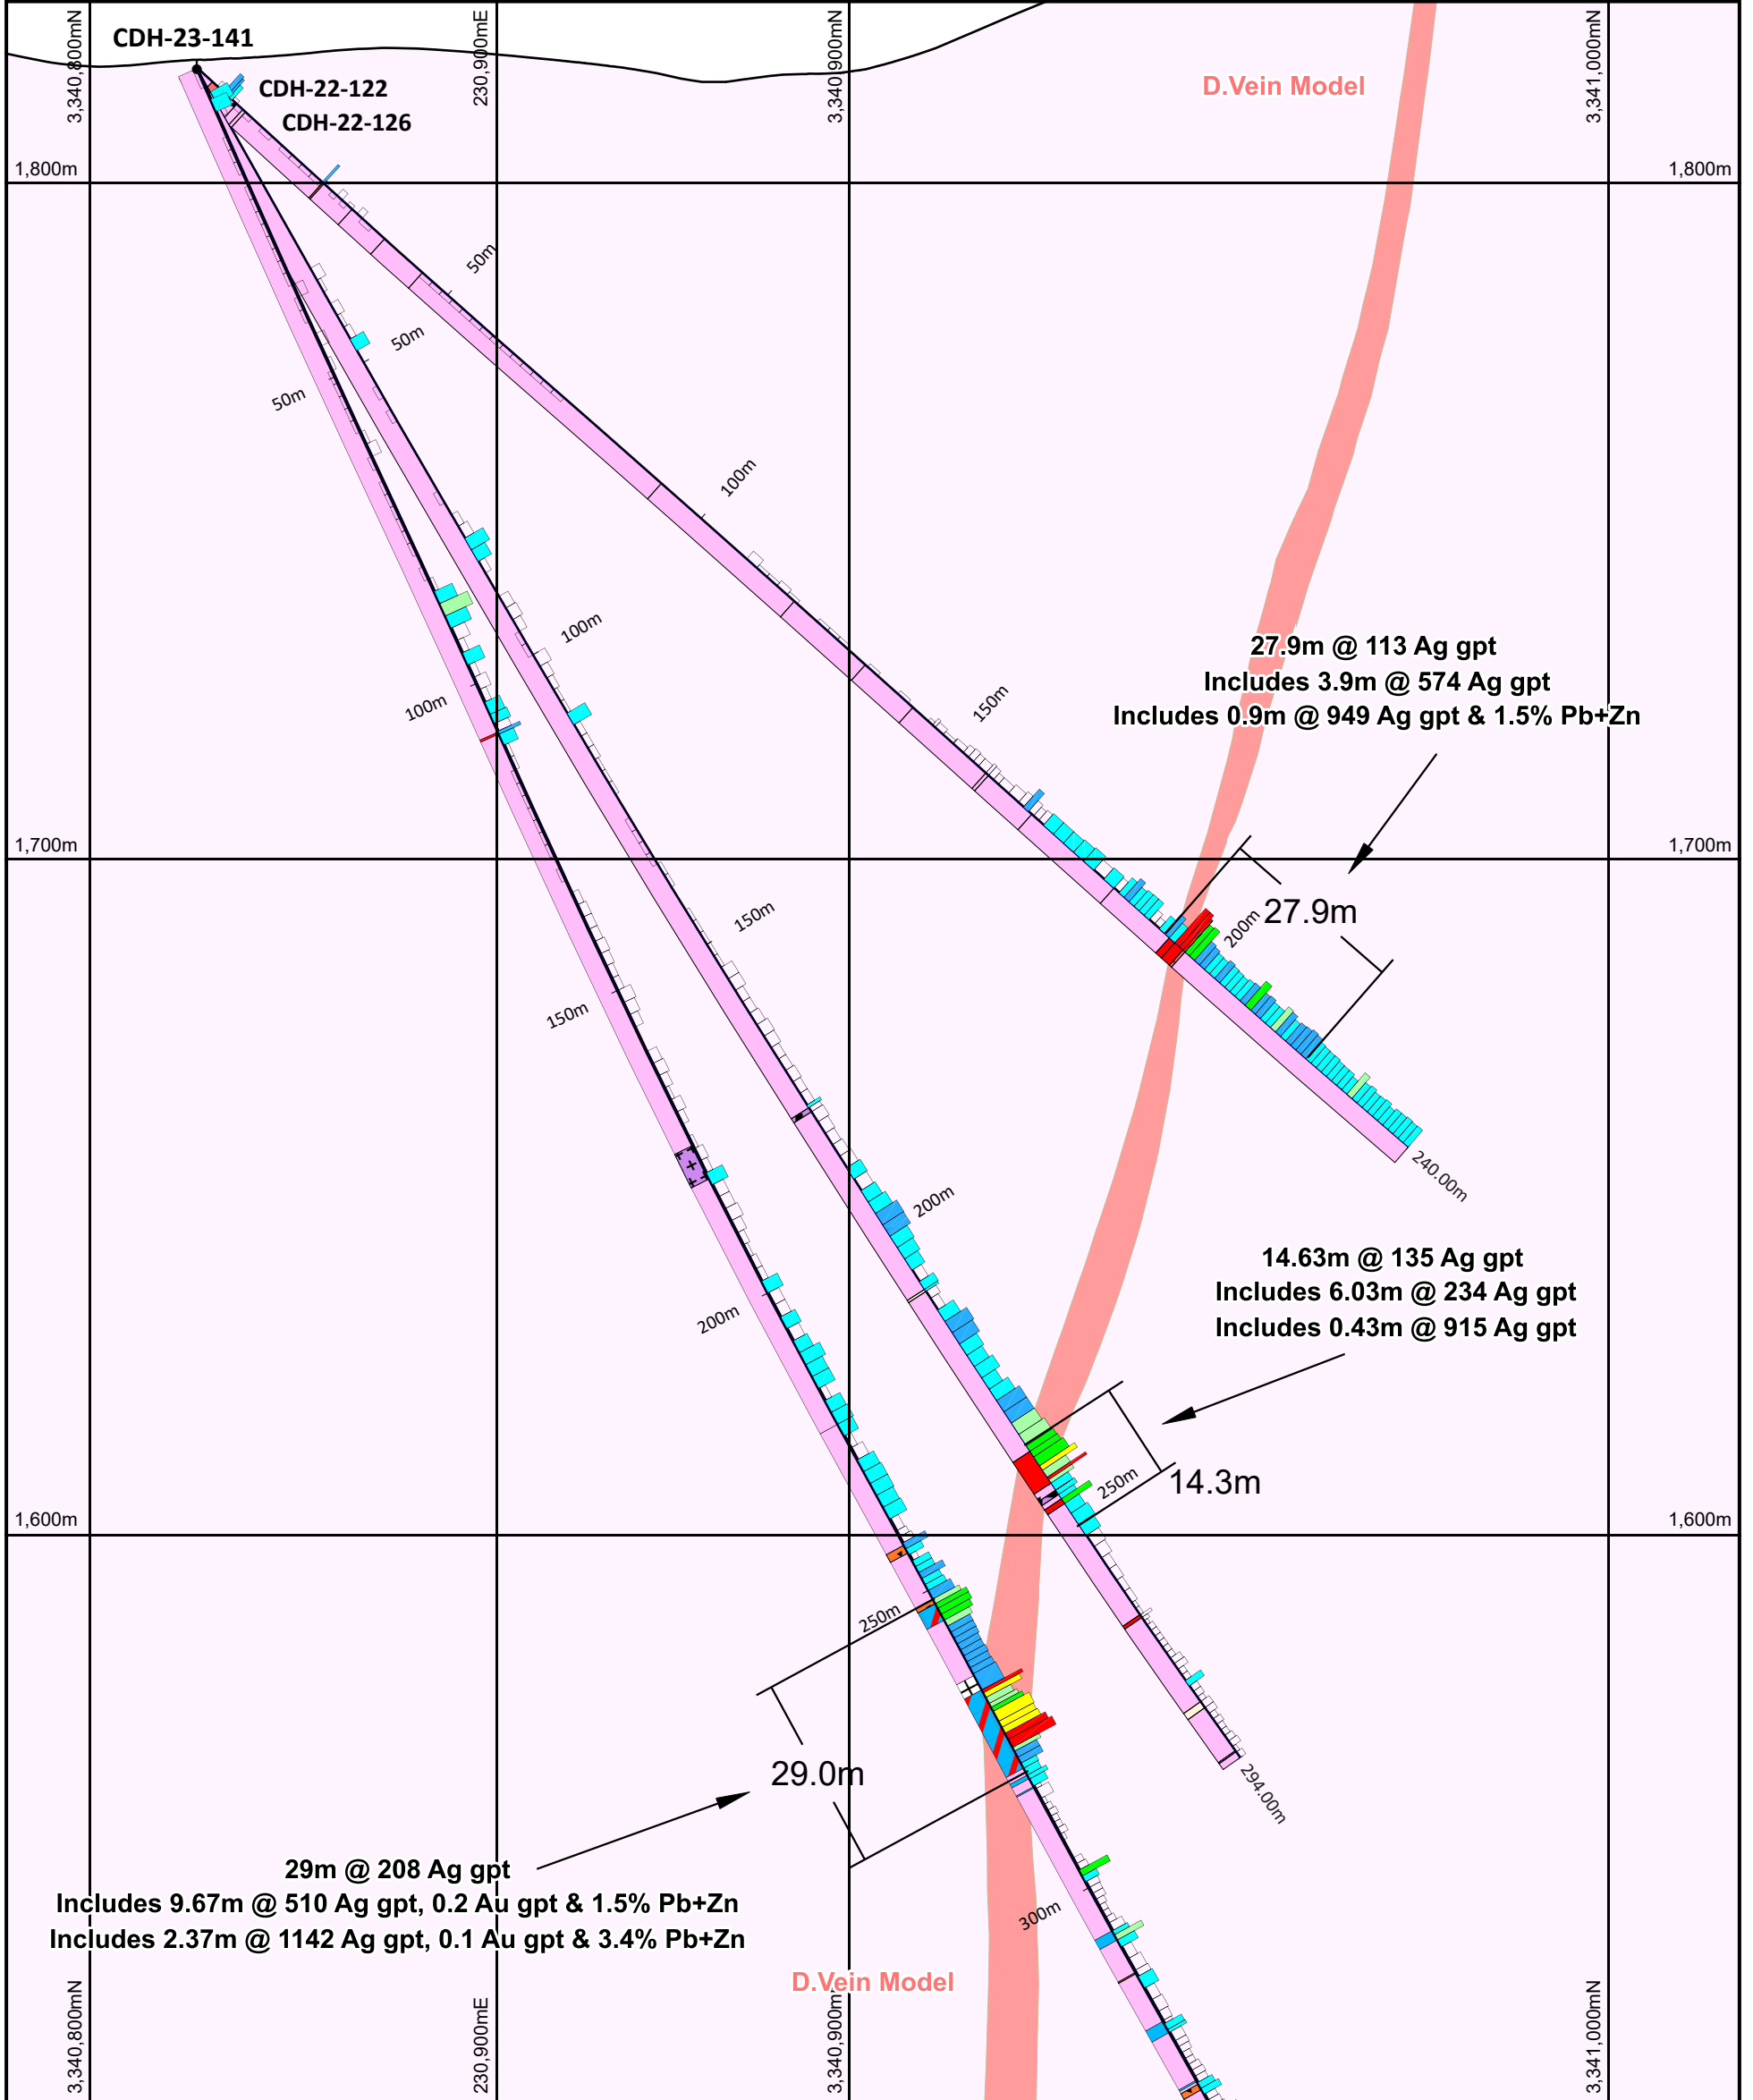 3,340,800mN
230,900mE
3,340,900mN
3,341,000mN
CDH-23-141
CDH-22-122
CDH-22-126
D.Vein Model
1,800m
1,800m
50m
50m
50m
100m
100m
100m
150m
27.9m @ 113 Ag gpt
Includes 3.9m @ 574 Ag gpt
Includes 0.9m @ 949 Ag gpt & 1.5% Pb+Zn
1,700m
1,700m
150m
200m
27.9m
150m
240.00m
200m
14.63m @ 135 Ag gpt
Includes 6.03m @ 234 Ag gpt
Includes 0.43m @ 915 Ag gpt
200m
250m
14.3m
1,600m
1,600m
250m
29.0m
294.00m
29m @ 208 Ag gpt
Includes 9.67m @ 510 Ag gpt, 0.2 Au gpt & 1.5% Pb+Zn
Includes 2.37m @ 1142 Ag gpt, 0.1 Au gpt & 3.4% Pb+Zn
300m
D.Vein Model
3,340,800mN
230,900mE
3,340,900mN
3,341,000mN